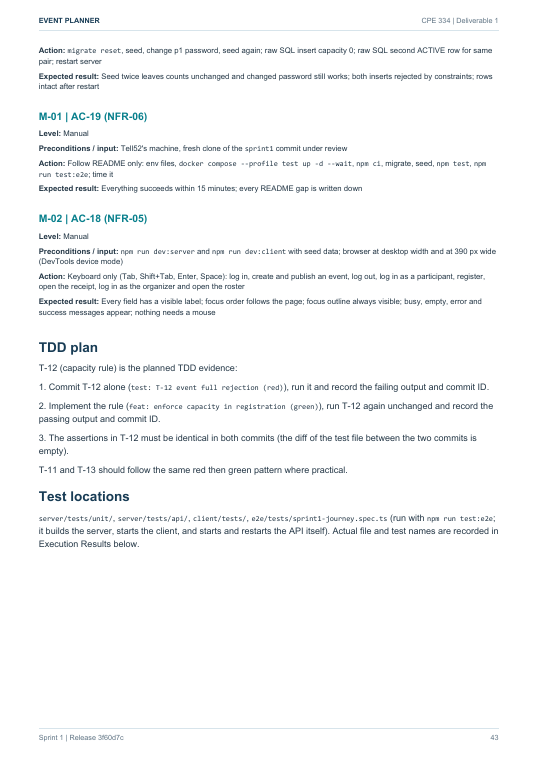 EVENT PLANNER
CPE 334 | Deliverable 1
Action: migrate reset, seed, change p1 password, seed again; raw SQL insert capacity 0; raw SQL second ACTIVE row for same
pair; restart server
Expected result: Seed twice leaves counts unchanged and changed password still works; both inserts rejected by constraints; rows
intact after restart
M-01 | AC-19 (NFR-06)
Level: Manual
Preconditions / input: Tell52's machine, fresh clone of the sprint1 commit under review
Action: Follow README only: env files, docker compose --profile test up -d --wait, npm ci, migrate, seed, npm test, npm
run test:e2e; time it
Expected result: Everything succeeds within 15 minutes; every README gap is written down
M-02 | AC-18 (NFR-05)
Level: Manual
Preconditions / input: npm run dev:server and npm run dev:client with seed data; browser at desktop width and at 390 px wide
(DevTools device mode)
Action: Keyboard only (Tab, Shift+Tab, Enter, Space): log in, create and publish an event, log out, log in as a participant, register,
open the receipt, log in as the organizer and open the roster
Expected result: Every field has a visible label; focus order follows the page; focus outline always visible; busy, empty, error and
success messages appear; nothing needs a mouse
TDD plan
T-12 (capacity rule) is the planned TDD evidence:
1. Commit T-12 alone (test: T-12 event full rejection (red)), run it and record the failing output and commit ID.
2. Implement the rule (feat: enforce capacity in registration (green)), run T-12 again unchanged and record the
passing output and commit ID.
3. The assertions in T-12 must be identical in both commits (the diff of the test file between the two commits is
empty).
T-11 and T-13 should follow the same red then green pattern where practical.
Test locations
server/tests/unit/, server/tests/api/, client/tests/, e2e/tests/sprint1-journey.spec.ts (run with npm run test:e2e;
it builds the server, starts the client, and starts and restarts the API itself). Actual file and test names are recorded in
Execution Results below.
Sprint 1 | Release 3f60d7c
43